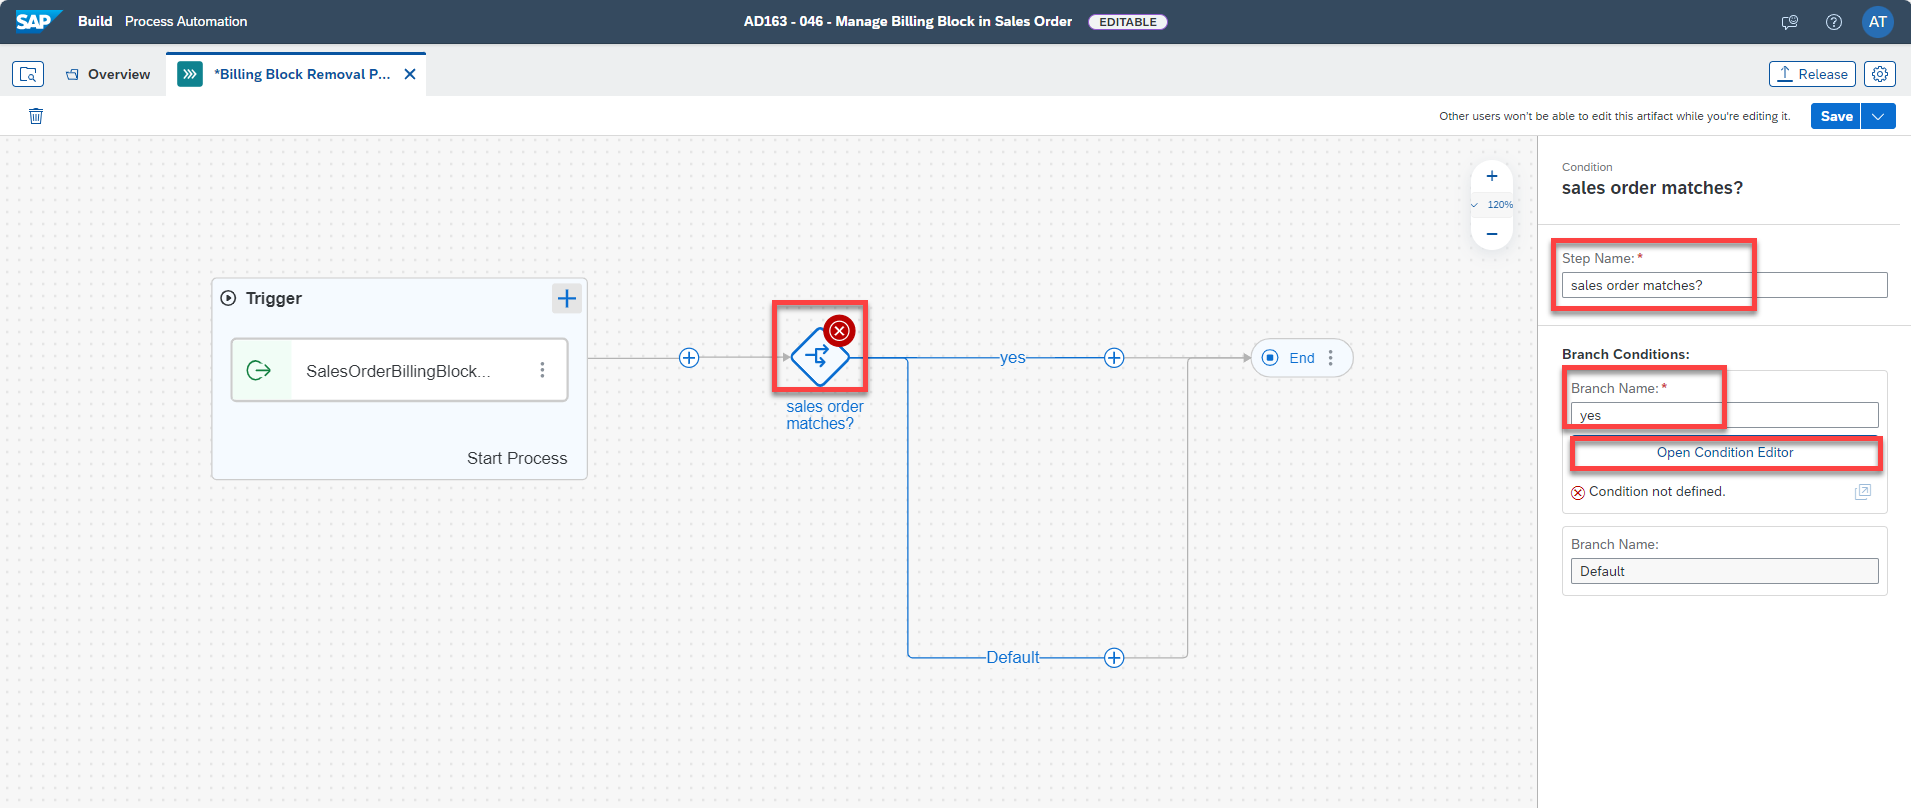 SAP Build Process Automation
AD163 - 046 - Manage Billing Block in Sales Order EDITABLE
AT
Overview
*Billing Block Removal P...
Release
Other users won't be able to edit this artifact while you're editing it.
Save
120%
Trigger
SalesOrderBillingBlock...
Start Process
sales order
matches?
yes
End
Default
Condition
sales order matches?
Step Name: *
sales order matches?
Branch Conditions:
Branch Name: *
yes
Open Condition Editor
Condition not defined.
Branch Name:
Default